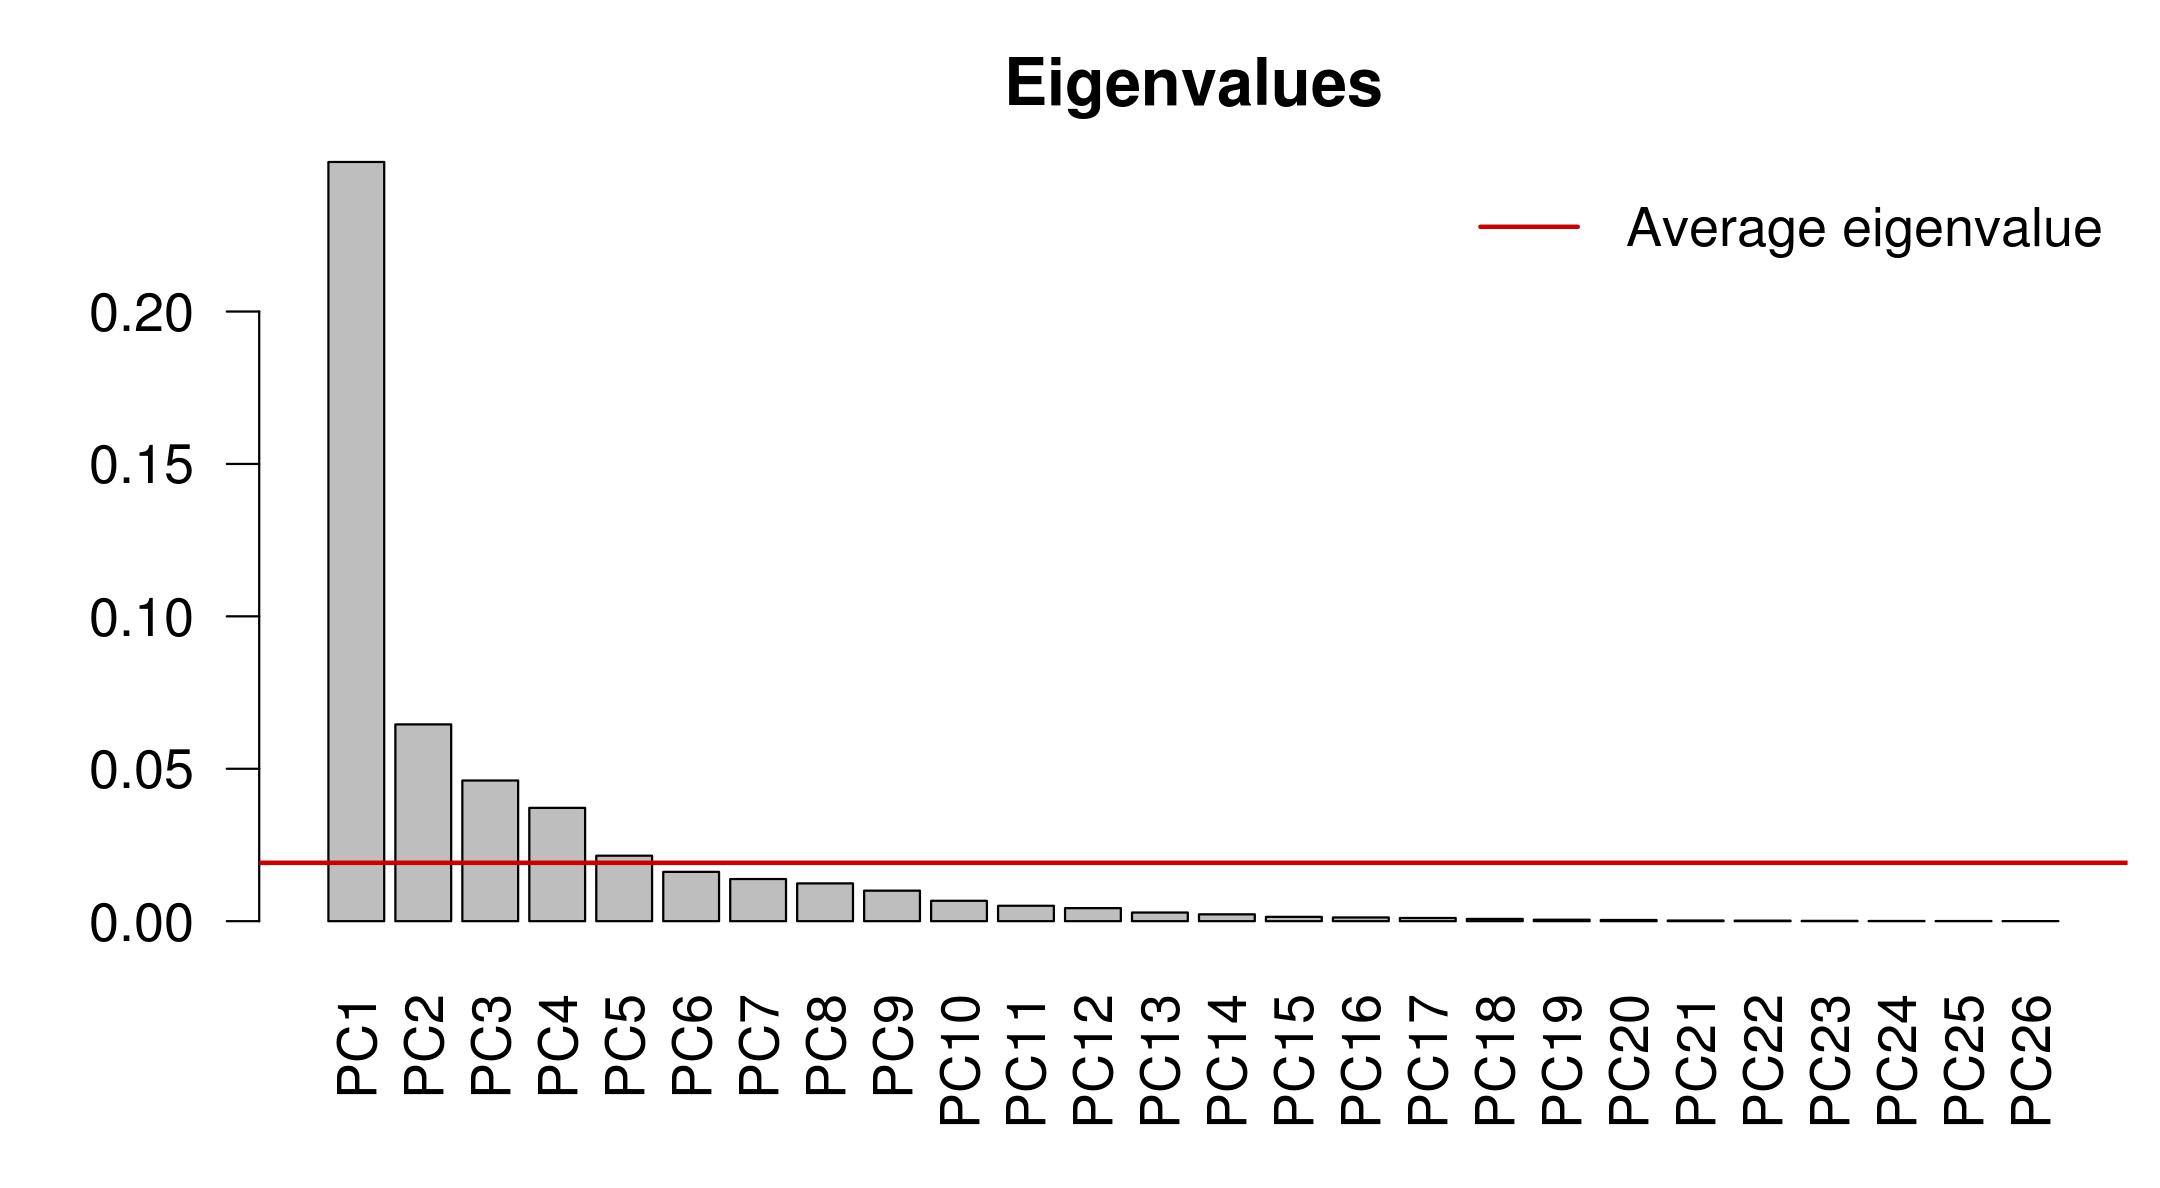 Eigenvalues
Average eigenvalue
0.20
0.15
0.10
0.05
0.00
PC1
PC2
PC3
PC4
PC5
PC6
PC7
PC8
PC9
PC10
PC11
PC12
PC13
PC14
PC15
PC16
PC17
PC18
PC19
PC20
PC21
PC22
PC23
PC24
PC25
PC26